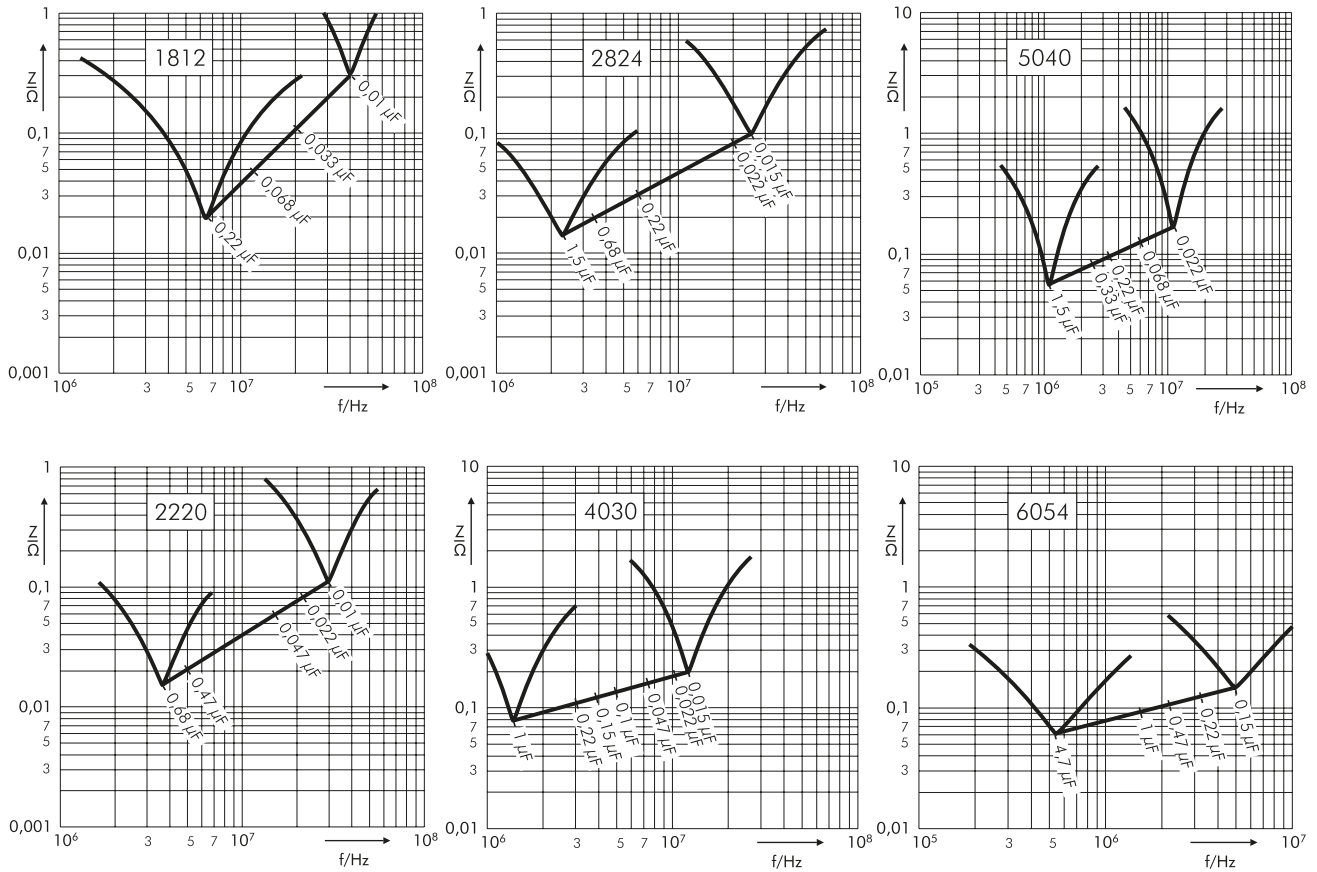 1812
1
0,1
7
5
3
0,01
7
5
3
0,001
Z
Ω
10⁶
3
5
7
10⁷
10⁸
f/Hz
0,01 µF
0,033 µF
0,068 µF
0,22 µF
2824
1
0,1
7
5
3
0,01
7
5
3
0,001
Z
Ω
10⁶
3
5
7
10⁷
10⁸
f/Hz
0,015 µF
0,022 µF
0,22 µF
0,68 µF
1,5 µF
5040
10
1
7
5
3
0,1
7
5
3
0,01
Z
Ω
10⁵
3
5
7
10⁶
3
5
7
10⁷
10⁸
f/Hz
0,022 µF
0,068 µF
0,22 µF
0,33 µF
1,5 µF
2220
1
0,1
7
5
3
0,01
7
5
3
0,001
Z
Ω
10⁶
3
5
7
10⁷
10⁸
f/Hz
0,01 µF
0,022 µF
0,047 µF
0,47 µF
0,68 µF
4030
10
1
7
5
3
0,1
7
5
3
0,01
Z
Ω
10⁶
3
5
7
10⁷
10⁸
f/Hz
0,015 µF
0,022 µF
0,047 µF
0,1 µF
0,15 µF
0,22 µF
1 µF
6054
10
1
7
5
3
0,1
7
5
3
0,01
Z
Ω
10⁵
3
5
10⁶
3
5
10⁷
f/Hz
0,15 µF
0,22 µF
0,47 µF
1 µF
4,7 µF